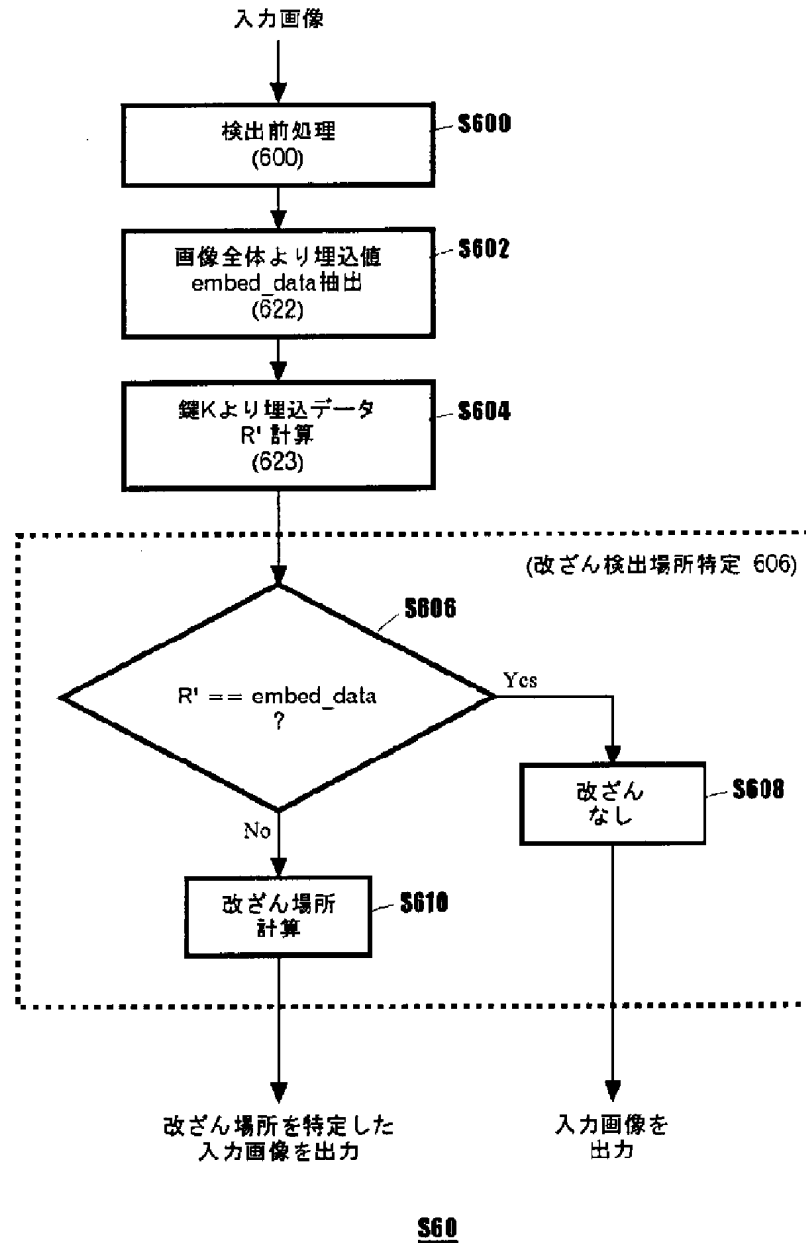 入力画像
検出前処理
(600)
S600
画像全体より埋込値
embed_data抽出
(622)
S602
鍵Kより埋込データ
R' 計算
(623)
S604
(改ざん検出場所特定 606)
S606
R' == embed_data
?
Yes
No
改ざん
なし
S608
改ざん場所
計算
S610
改ざん場所を特定した
入力画像を出力
入力画像を
出力
S60